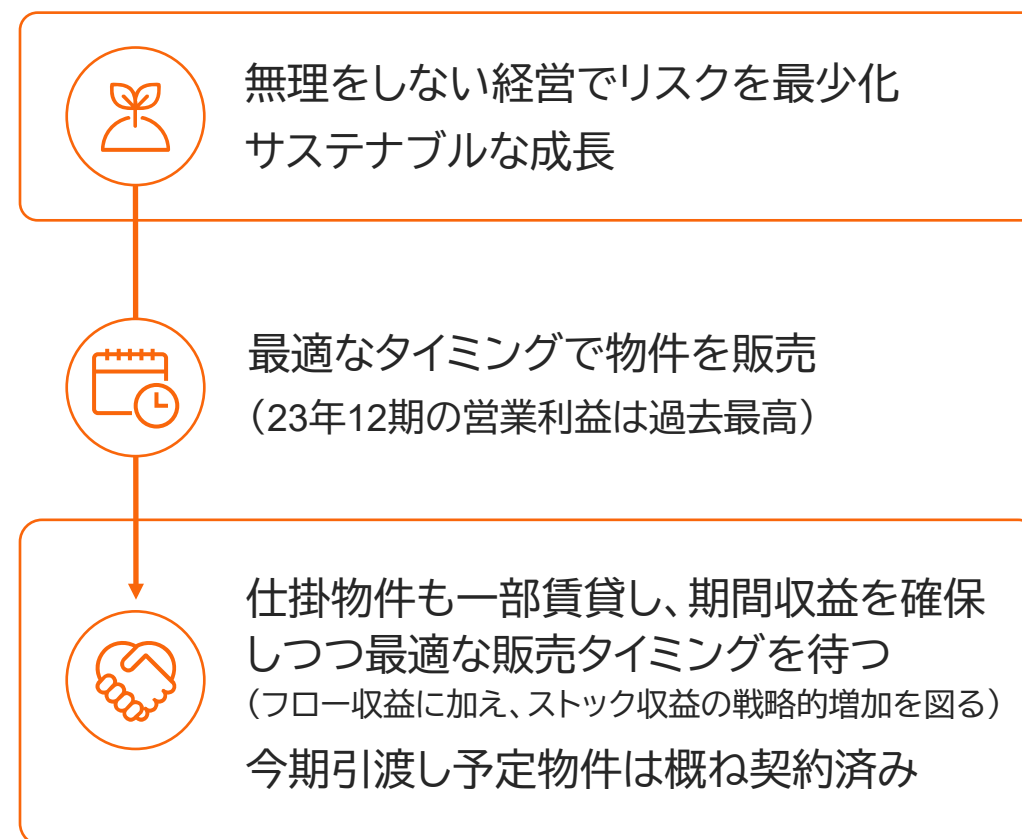 無理をしない経営でリスクを最少化
サステナブルな成長
最適なタイミングで物件を販売
（23年12期の営業利益は過去最高）
仕掛物件も一部賃貸し、期間収益を確保
しつつ最適な販売タイミングを待つ
（フロー収益に加え、ストック収益の戦略的増加を図る）
今期引渡し予定物件は概ね契約済み